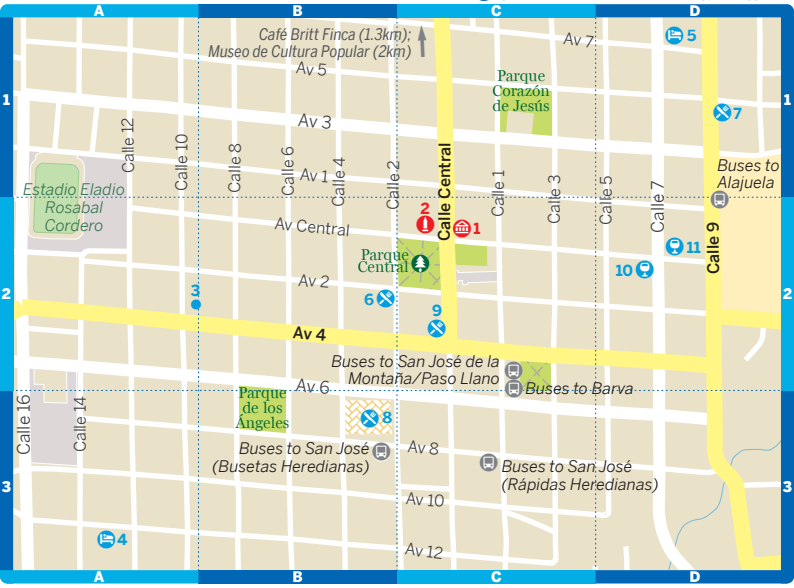 A B C D
Café Britt Finca (1.3km);
Museo de Cultura Popular (2km)
Av 7
5
Av 5
Parque
Corazón
de Jesús
1
1
7
Av 3
Calle 12
Calle 10
Calle 8
Calle 6
Calle 4
Calle 2
Calle Central
Calle 1
Calle 3
Calle 5
Calle 7
Buses to
Alajuela
Av 1
Estadio Eladio
Rosabal
Cordero
2
1
Av Central
Calle 9
11
Parque
Central
10
Av 2
3
6
2
2
9
Av 4
Buses to San José de la
Montaña/Paso Llano
Av 6
Buses to Barva
Calle 16
Calle 14
Parque
de los
Ángeles
8
Buses to San José
(Busetas Heredianas)
Av 8
Buses to San José
(Rápidas Heredianas)
3
3
Av 10
4
Av 12
A B C D